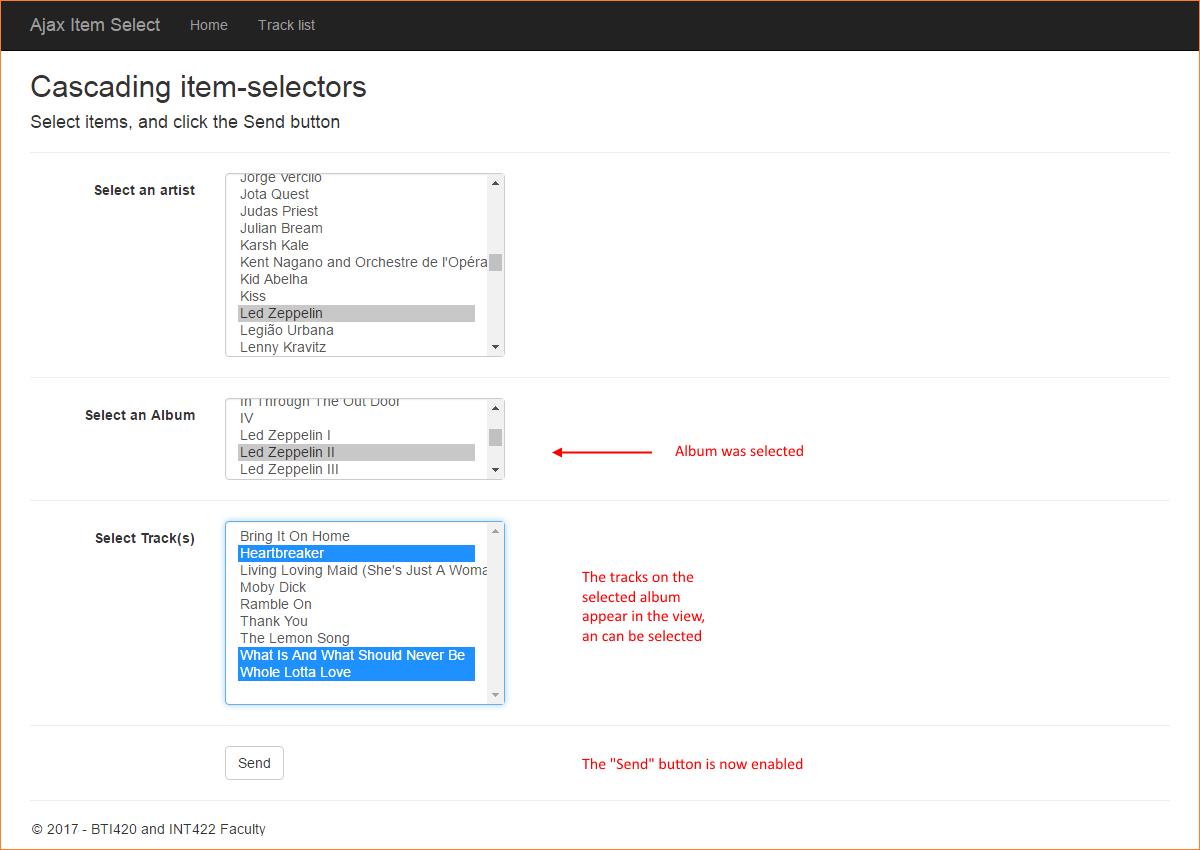 Ajax Item Select Home Track list
Cascading item-selectors
Select items, and click the Send button
Select an artist
Jorge Vercilo
Jota Quest
Judas Priest
Julian Bream
Karsh Kale
Kent Nagano and Orchestre de l'Opéra
Kid Abelha
Kiss
Led Zeppelin
Legião Urbana
Lenny Kravitz
Select an Album
In Through The Out Door
IV
Led Zeppelin I
Led Zeppelin II
Led Zeppelin III
Album was selected
Select Track(s)
Bring It On Home
Heartbreaker
Living Loving Maid (She's Just A Woma
Moby Dick
Ramble On
Thank You
The Lemon Song
What Is And What Should Never Be
Whole Lotta Love
The tracks on the
selected album
appear in the view,
an can be selected
Send
The "Send" button is now enabled
© 2017 - BTI420 and INT422 Faculty